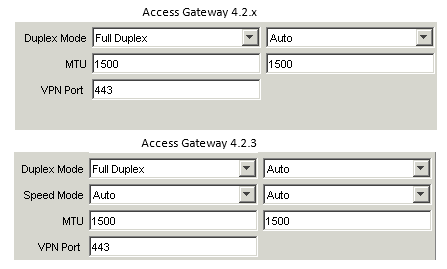 Access Gateway 4.2.x
Duplex Mode Full Duplex Auto
MTU 1500 1500
VPN Port 443
Access Gateway 4.2.3
Duplex Mode Full Duplex Auto
Speed Mode Auto Auto
MTU 1500 1500
VPN Port 443